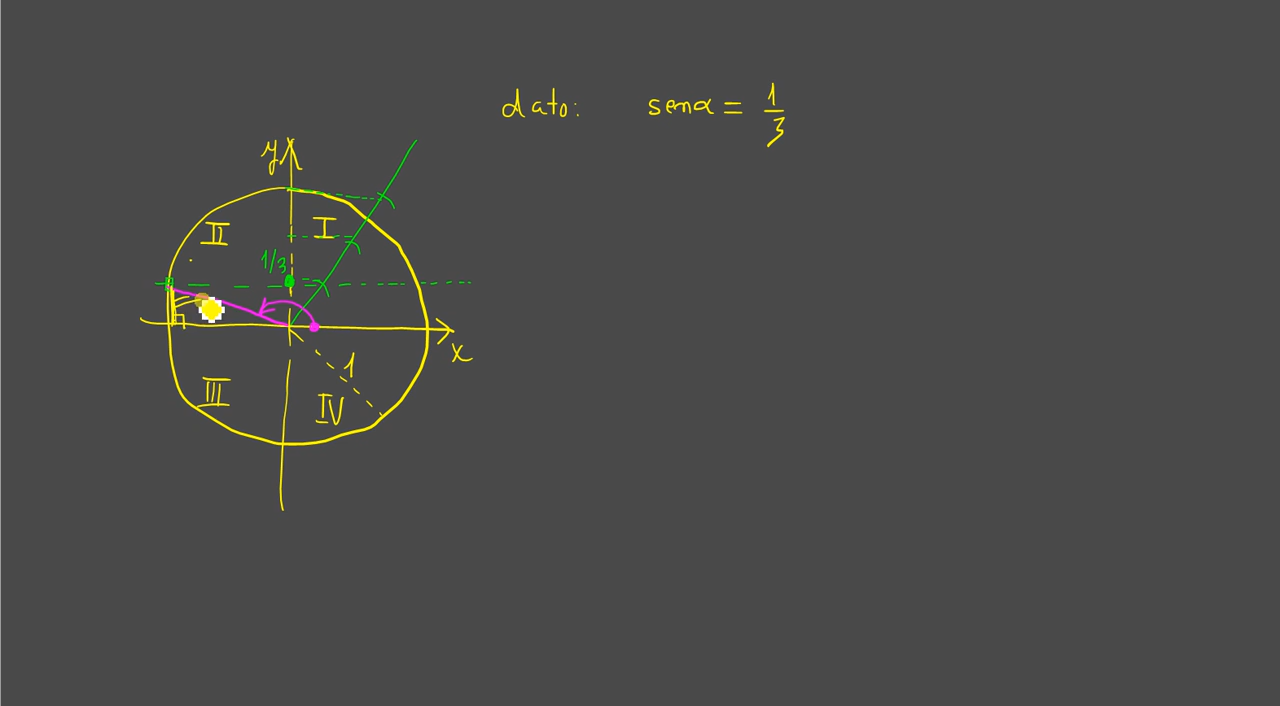 dato: senα = 1/3
y
II I
1/3
x
1
III IV